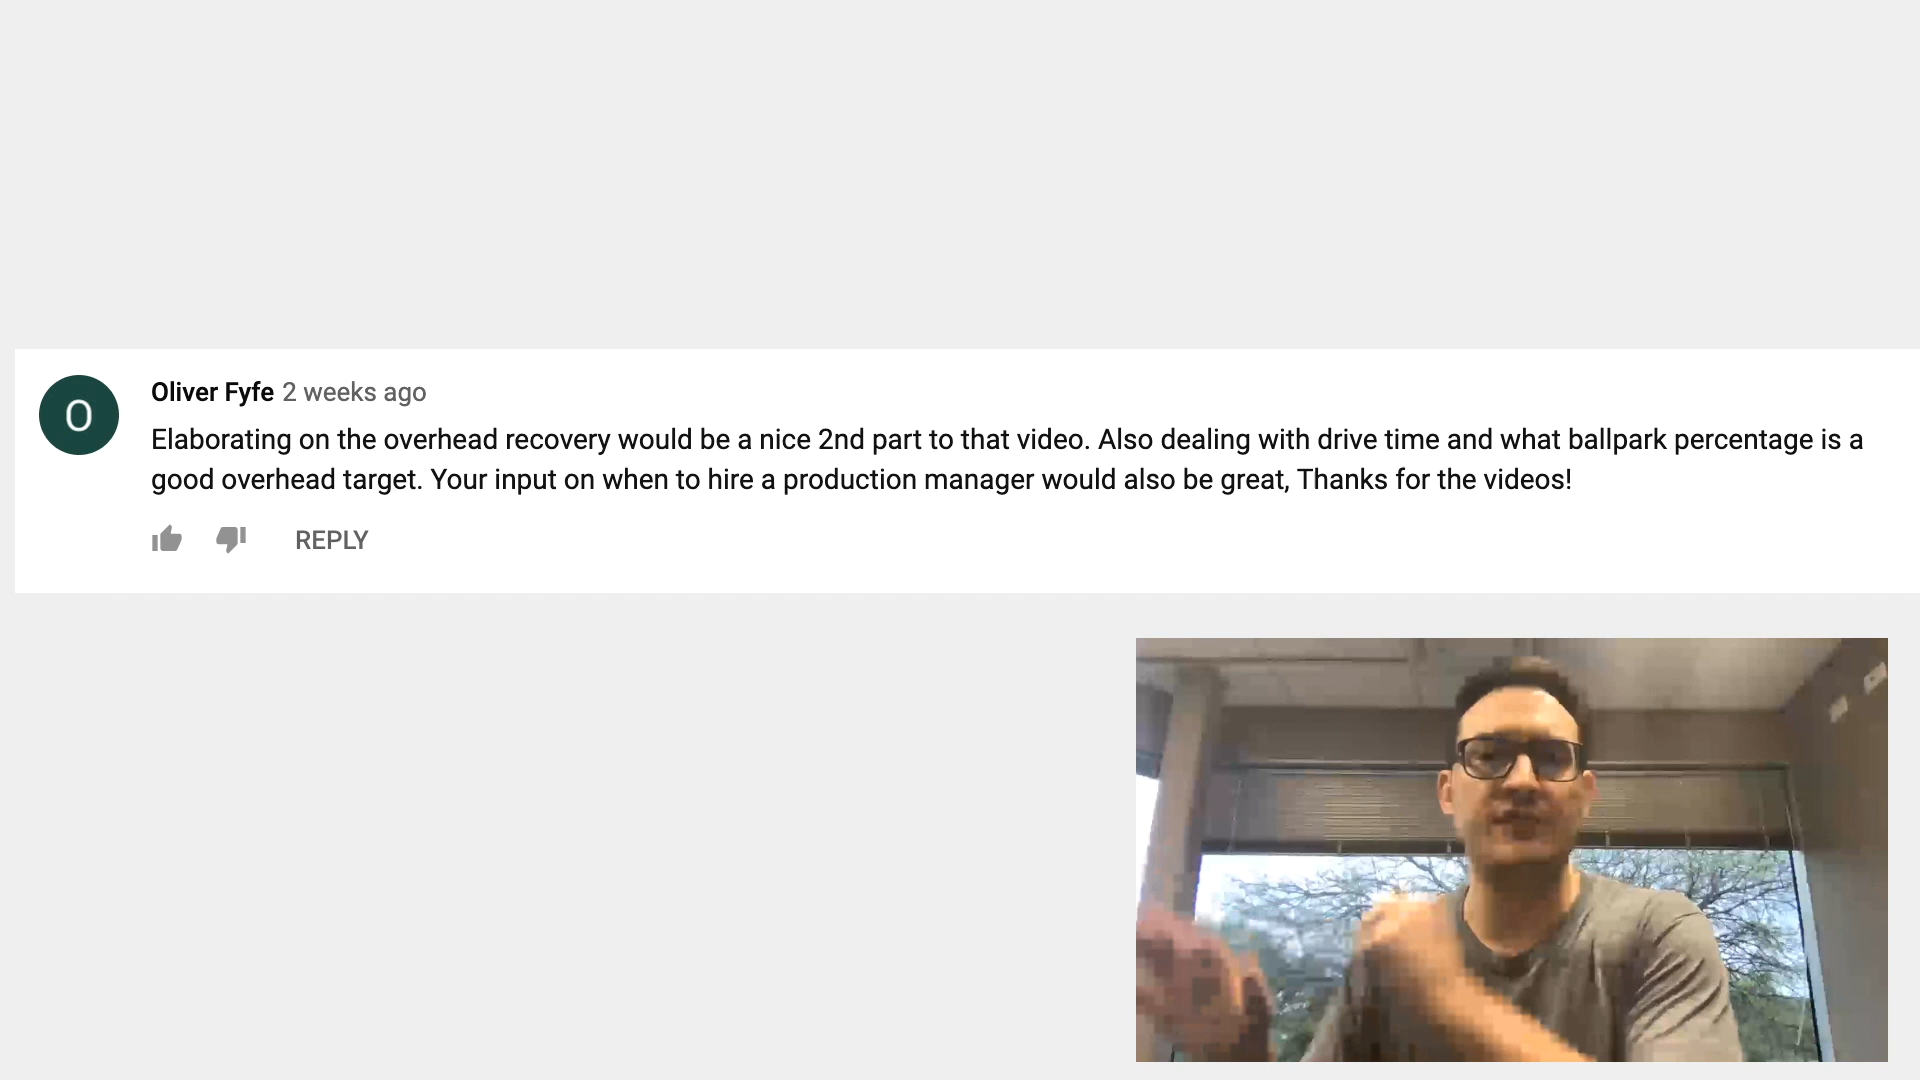 O
Oliver Fyfe 2 weeks ago
Elaborating on the overhead recovery would be a nice 2nd part to that video. Also dealing with drive time and what ballpark percentage is a
good overhead target. Your input on when to hire a production manager would also be great, Thanks for the videos!
REPLY